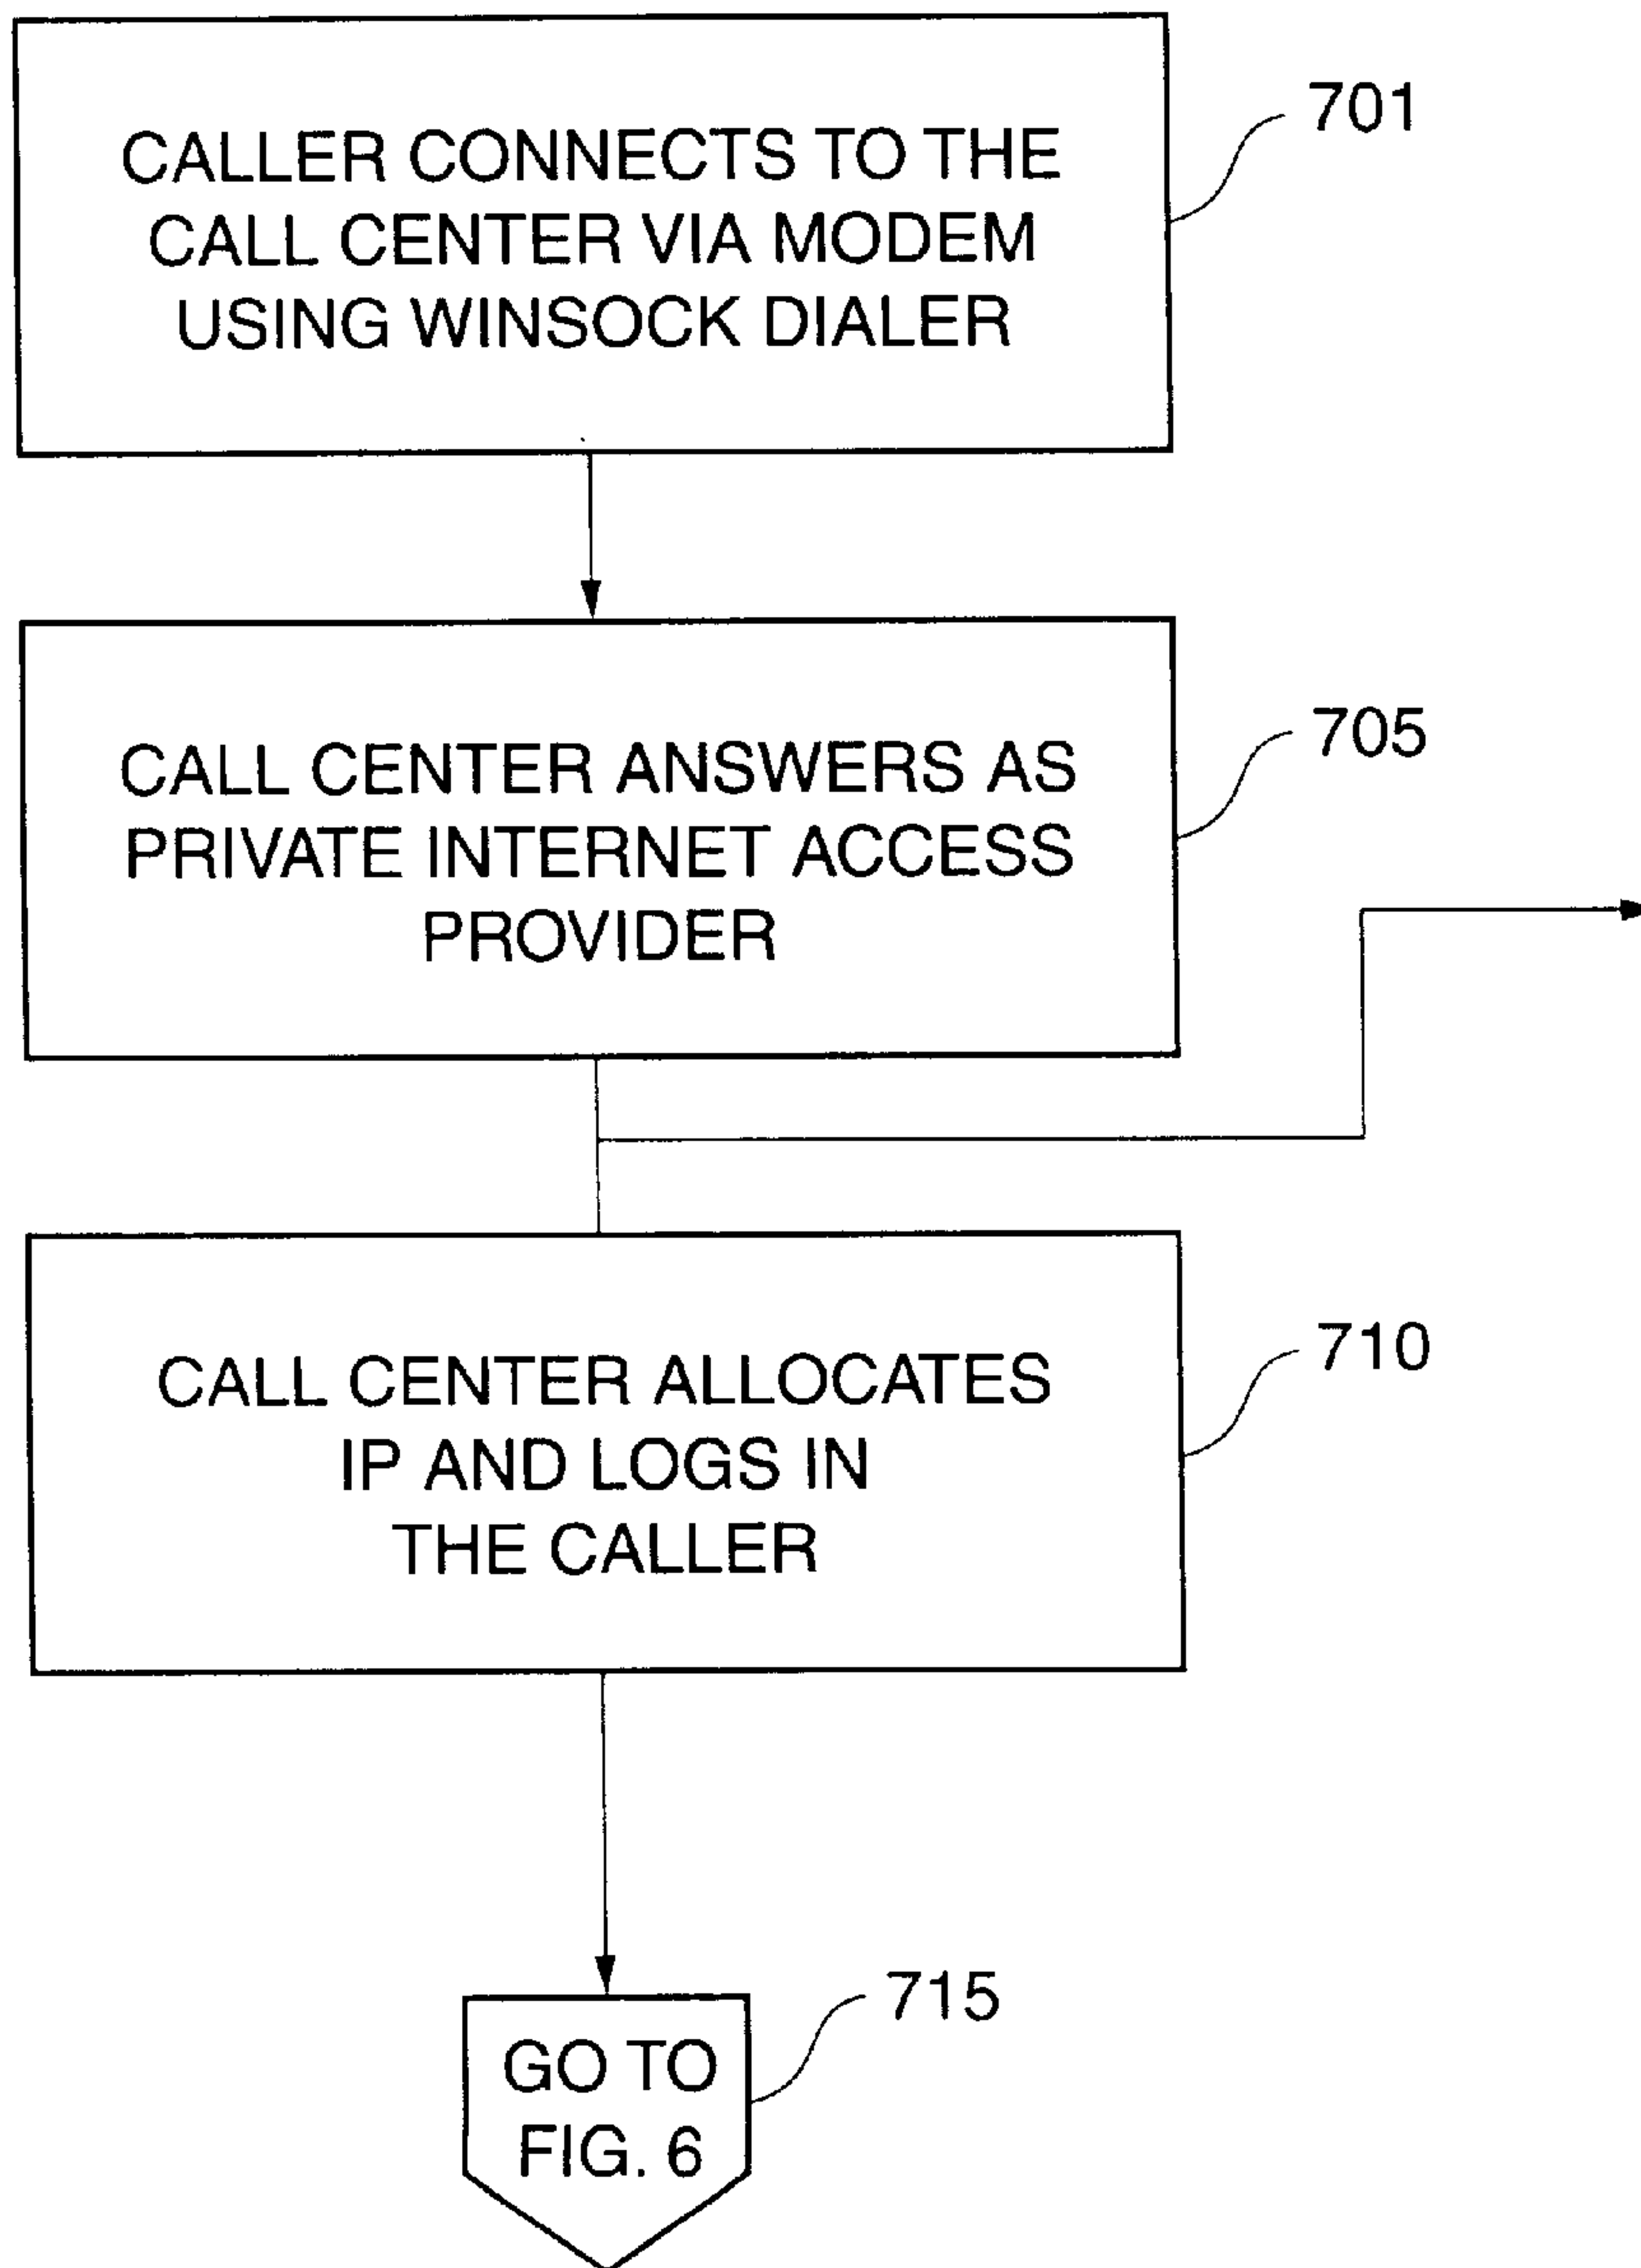 701
CALLER CONNECTS TO THE
CALL CENTER VIA MODEM
USING WINSOCK DIALER
705
CALL CENTER ANSWERS AS
PRIVATE INTERNET ACCESS
PROVIDER
710
CALL CENTER ALLOCATES
IP AND LOGS IN
THE CALLER
715
GO TO
FIG. 6